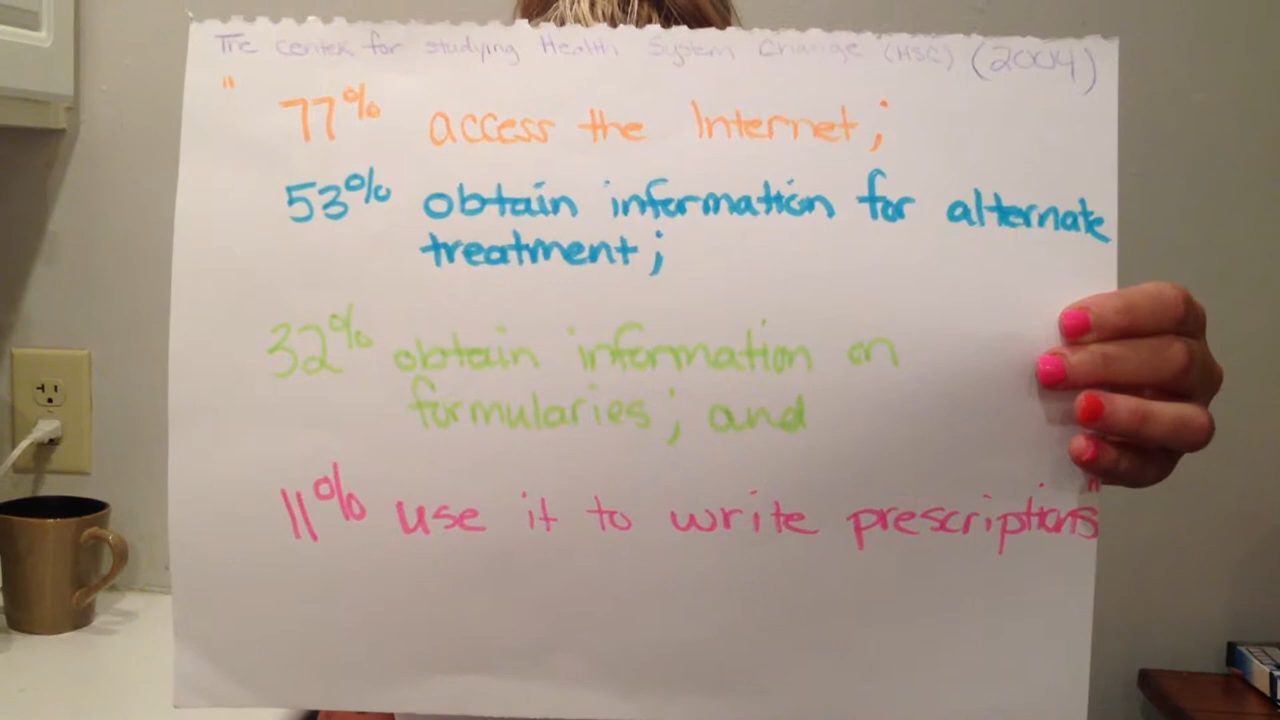 The center for studying Health System Change (HSC) (2004)
" 77% access the Internet;
53% obtain information for alternate
treatment;
32% obtain information on
formularies; and
11% use it to write prescriptions"